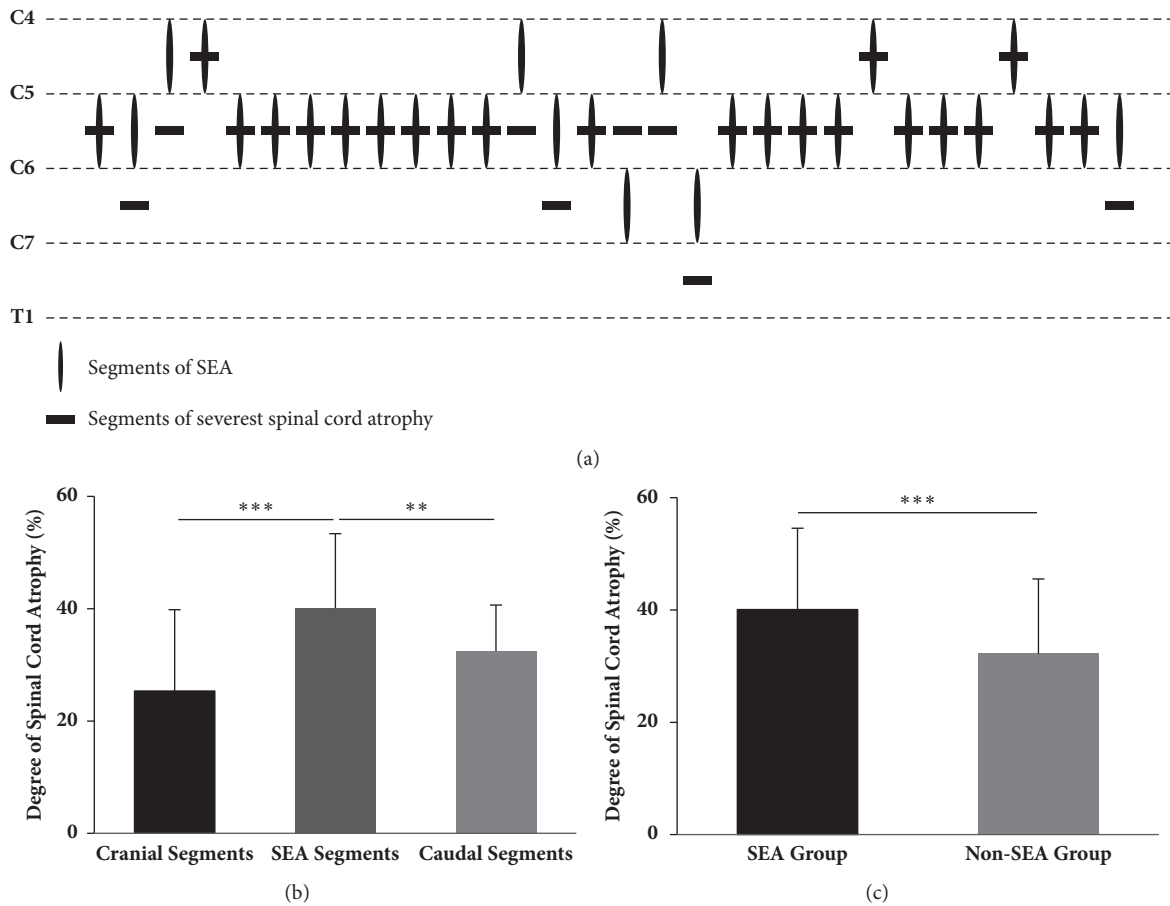 C4
C5
C6
C7
T1
Segments of SEA
Segments of severest spinal cord atrophy
(a)
Degree of Spinal Cord Atrophy (%)
60
40
20
0
***
**
Cranial Segments SEA Segments Caudal Segments
(b)
Degree of Spinal Cord Atrophy (%)
60
40
20
0
***
SEA Group Non-SEA Group
(c)